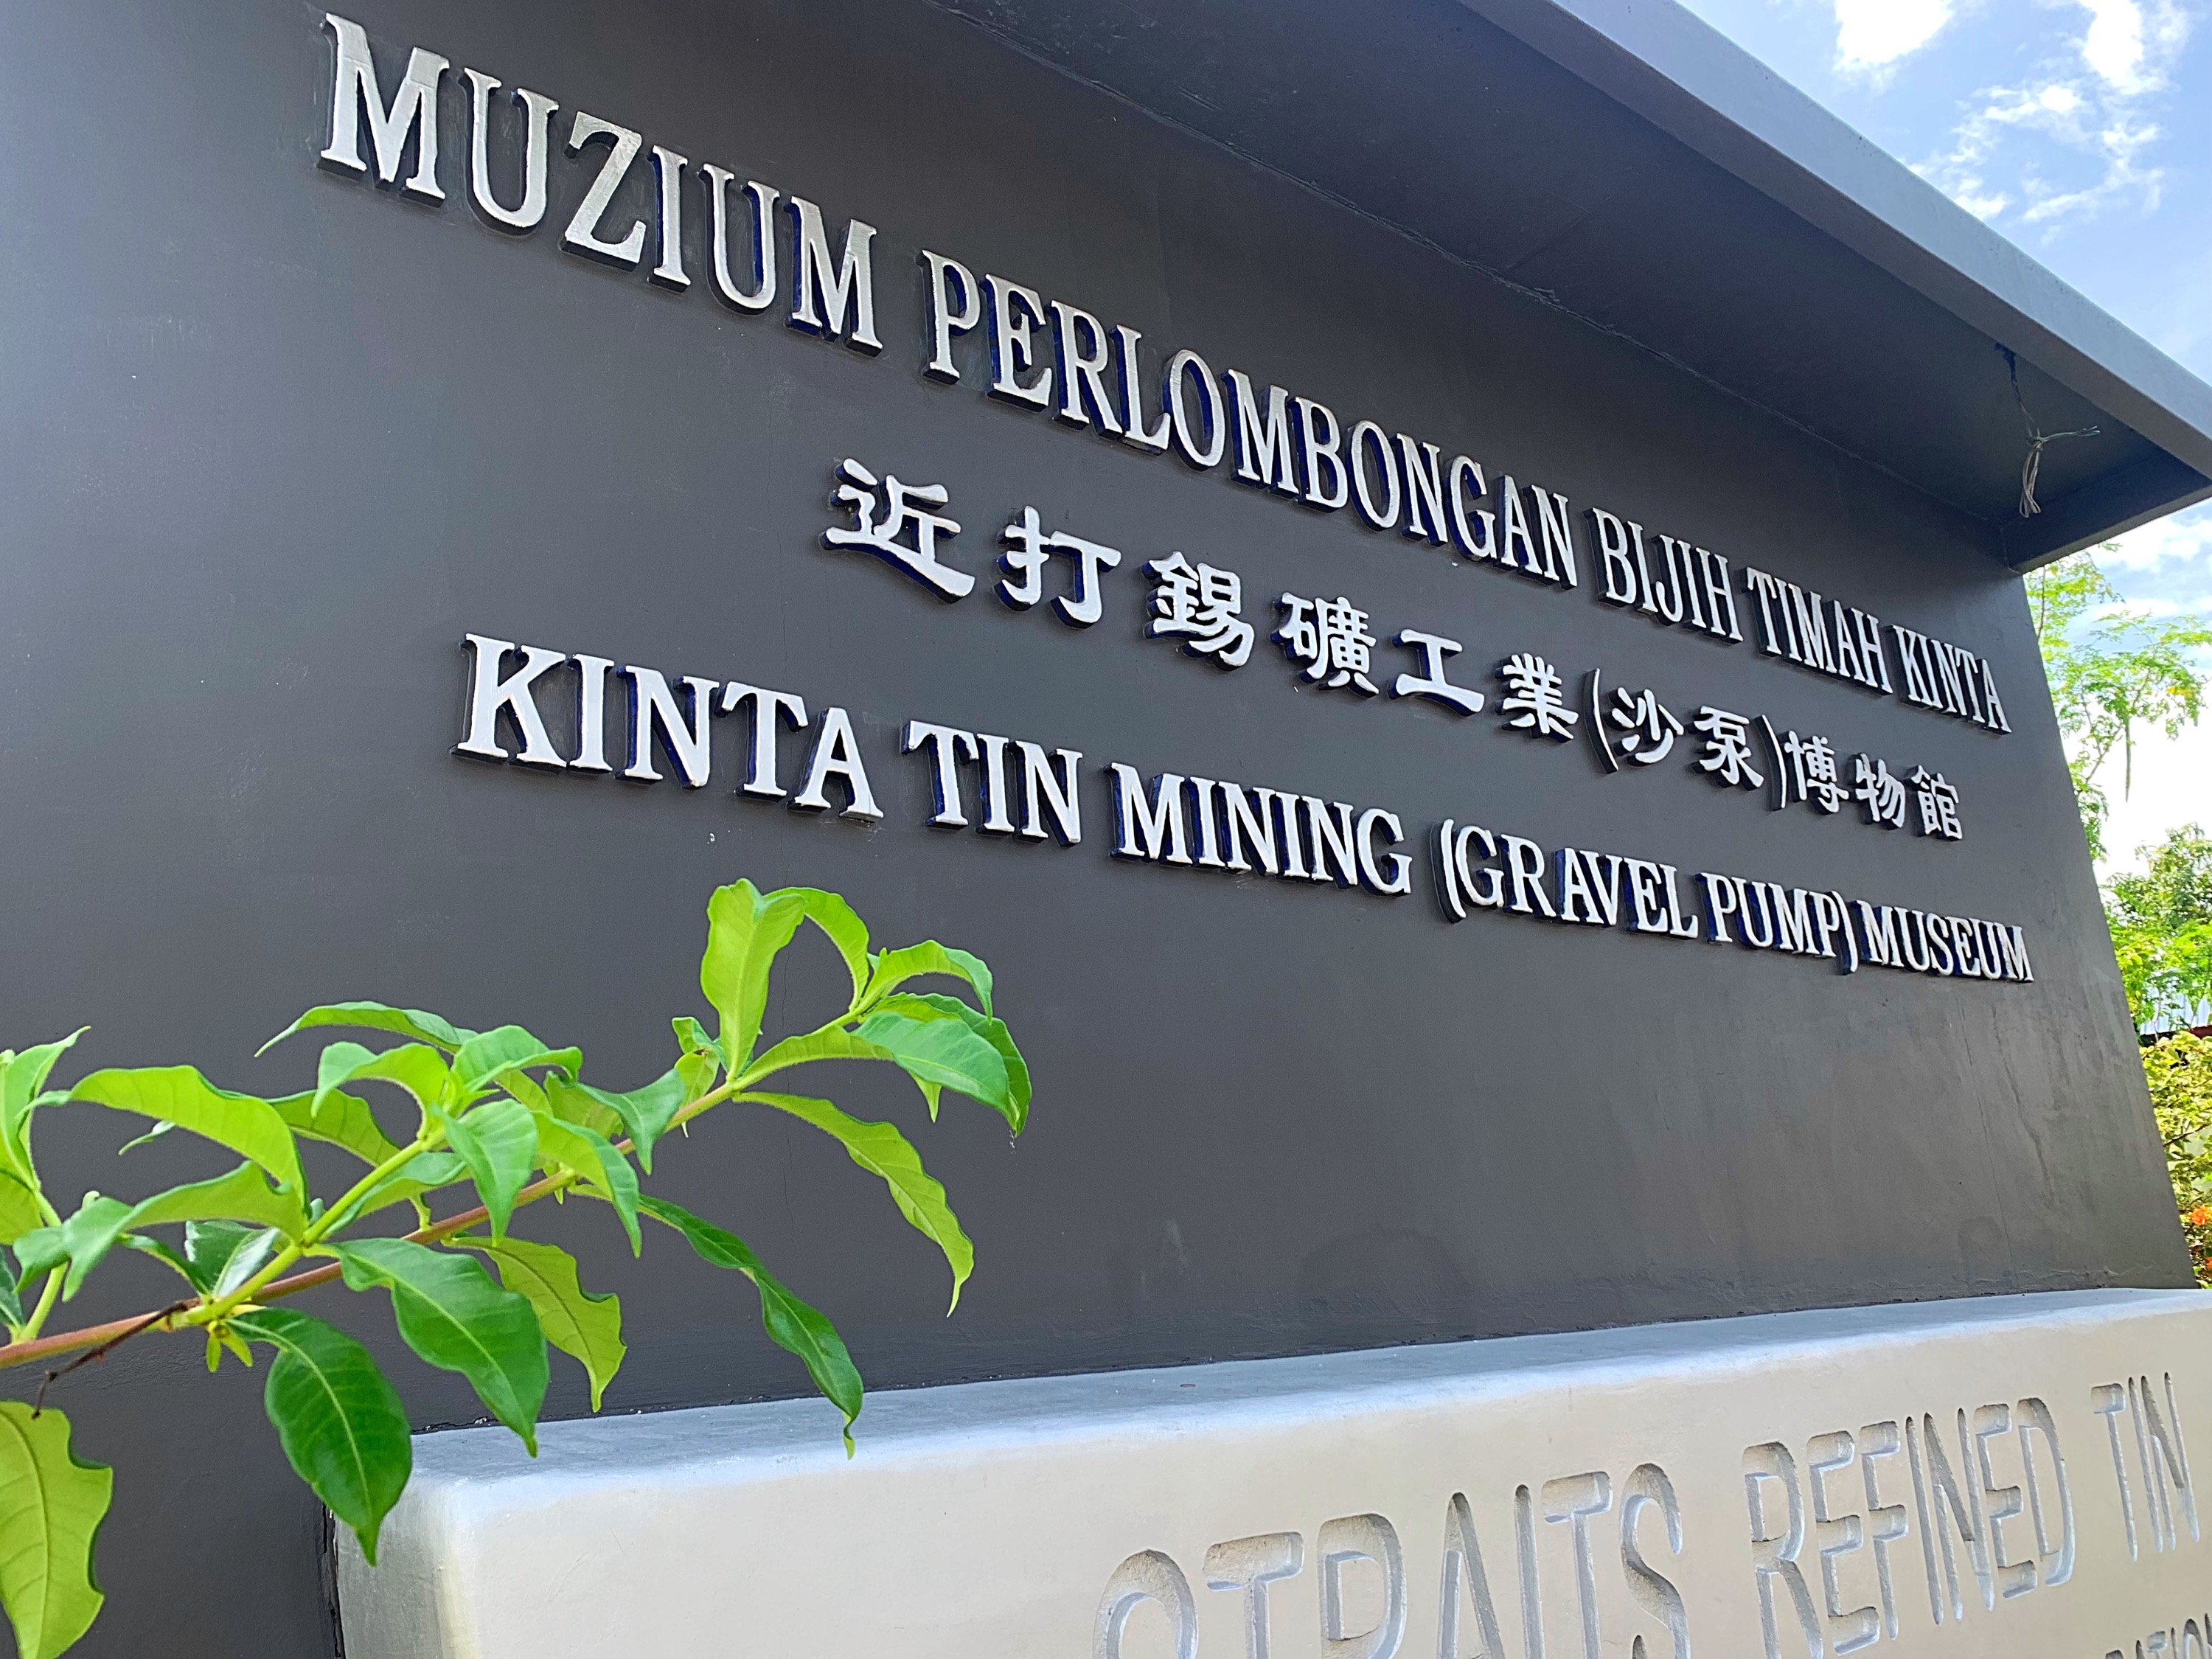 MUZIUM PERLOMBONGAN BIJIH TIMAH KINTA
近打錫礦工業(沙泵)博物館
KINTA TIN MINING (GRAVEL PUMP) MUSEUM
STRAITS REFINED TIN